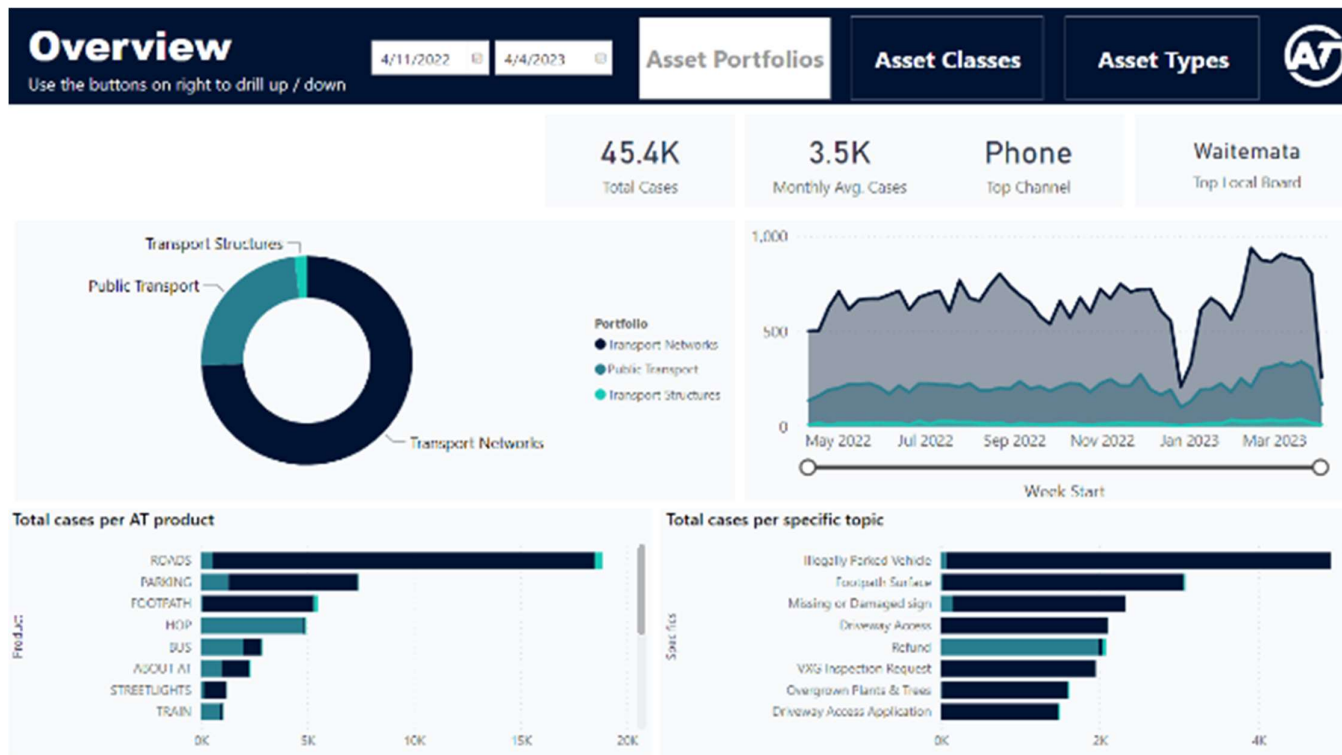 Overview
Use the buttons on right to drill up / down
4/11/2022
4/4/2023
Asset Portfolios
Asset Classes
Asset Types
AT
45.4K
Total Cases
3.5K
Monthly Avg. Cases
Phone
Top Channel
Waitemata
Top Local Board
Transport Structures
Public Transport
Transport Networks
Portfolio
Transport Networks
Public Transport
Transport Structures
1,000
500
0
May 2022 Jul 2022 Sep 2022 Nov 2022 Jan 2023 Mar 2023
Week Start
Total cases per AT product
Product
ROADS
PARKING
FOOTPATH
HOP
BUS
ABOUT AT
STREETLIGHTS
TRAIN
0K 5K 10K 15K 20K
Total cases per specific topic
Specifics
Illegally Parked Vehicle
Footpath Surface
Missing or Damaged sign
Driveway Access
Refund
VXG Inspection Request
Overgrown Plants & Trees
Driveway Access Application
0K 2K 4K